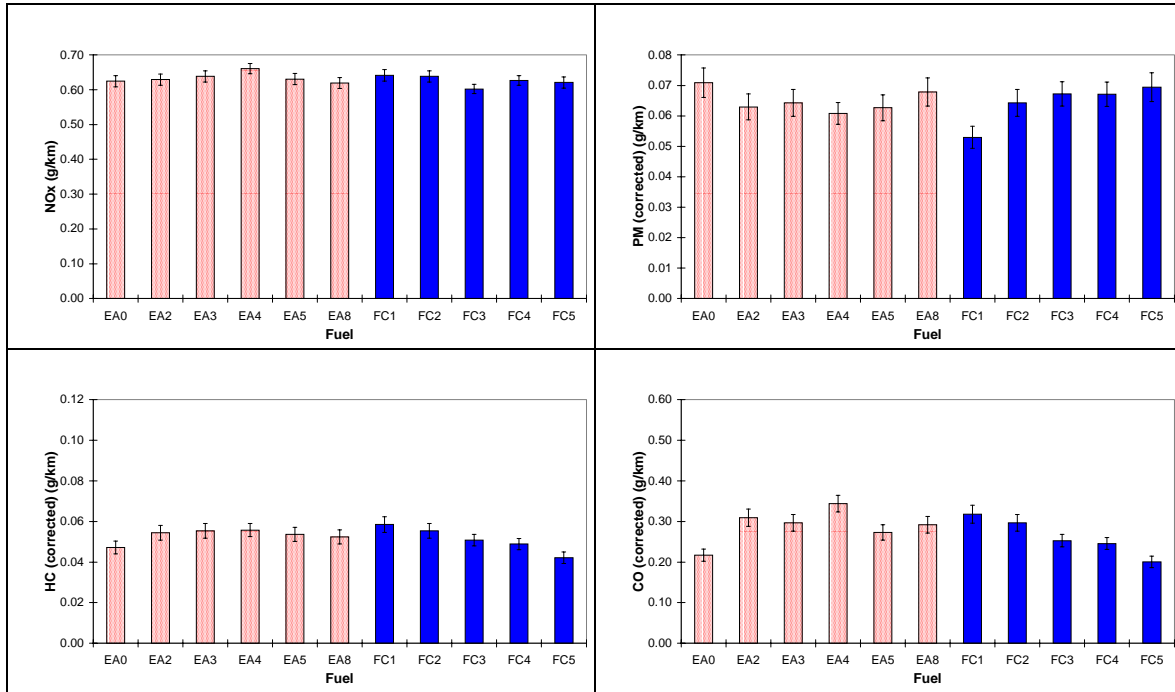 NOx (g/km)
0.70
0.60
0.50
0.40
0.30
0.20
0.10
0.00
EA0 EA2 EA3 EA4 EA5 EA8 FC1 FC2 FC3 FC4 FC5
Fuel
PM (corrected) (g/km)
0.08
0.07
0.06
0.05
0.04
0.03
0.02
0.01
0.00
EA0 EA2 EA3 EA4 EA5 EA8 FC1 FC2 FC3 FC4 FC5
Fuel
HC (corrected) (g/km)
0.12
0.10
0.08
0.06
0.04
0.02
0.00
EA0 EA2 EA3 EA4 EA5 EA8 FC1 FC2 FC3 FC4 FC5
Fuel
CO (corrected) (g/km)
0.60
0.50
0.40
0.30
0.20
0.10
0.00
EA0 EA2 EA3 EA4 EA5 EA8 FC1 FC2 FC3 FC4 FC5
Fuel